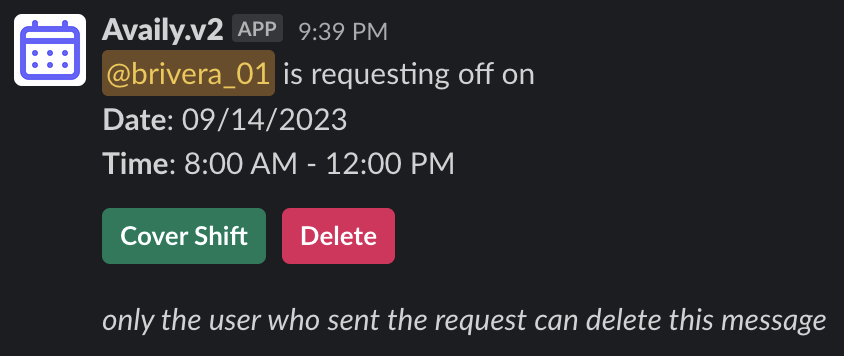 Availy.v2 APP 9:39 PM
@brivera_01 is requesting off on
Date: 09/14/2023
Time: 8:00 AM - 12:00 PM
Cover Shift Delete
only the user who sent the request can delete this message